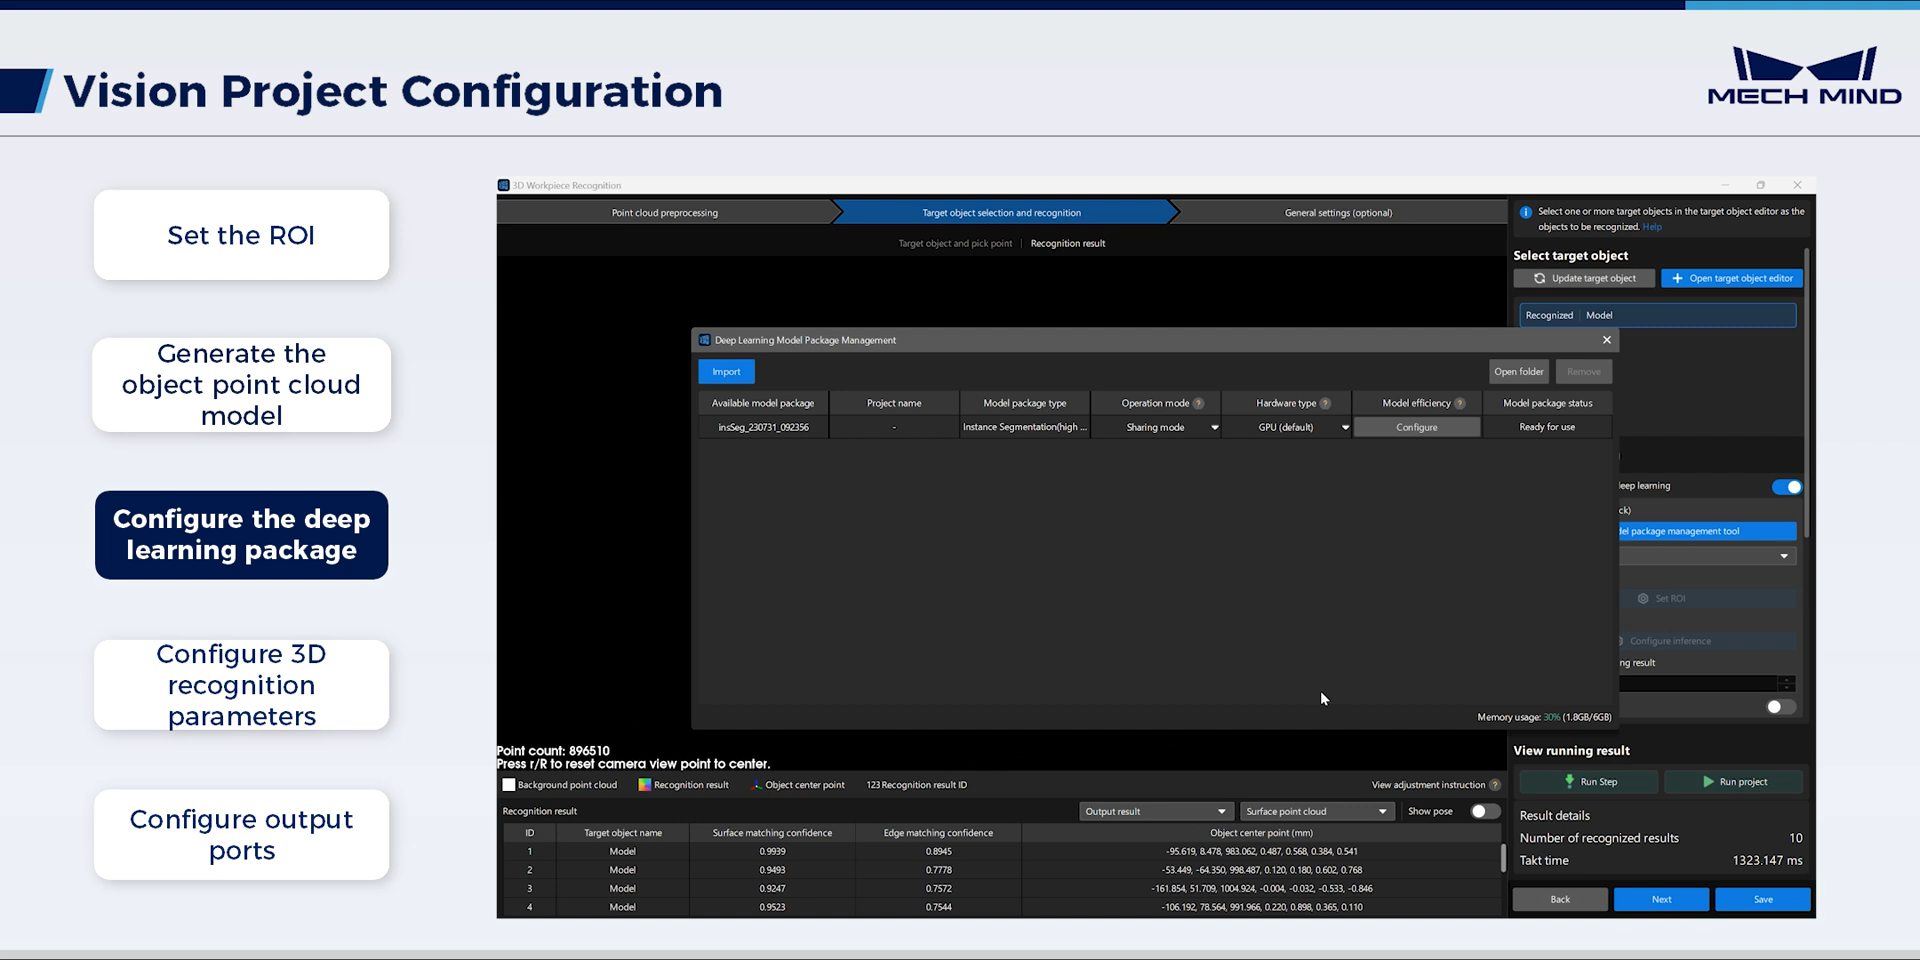 Vision Project Configuration
MECH MIND
Set the ROI
Generate the
object point cloud
model
Configure the deep
learning package
Configure 3D
recognition
parameters
Configure output
ports
3D Workpiece Recognition
Point cloud preprocessing
Target object selection and recognition
General settings (optional)
Target object and pick point | Recognition result
Select one or more target objects in the target object editor as the
objects to be recognized. Help
Select target object
Update target object
+ Open target object editor
Recognized Model
Deep Learning Model Package Management
Import
Open folder
Remove
Available model package Project name Model package type Operation mode ? Hardware type ? Model efficiency ? Model package status
insSeg_230731_092356 - Instance Segmentation(high ... Sharing mode GPU (default) Configure Ready for use
Memory usage: 30% (1.8GB/6GB)
deep learning
ck)
del package management tool
Set ROI
Configure inference
ng result
Point count: 896510
Press r/R to reset camera view point to center.
Background point cloud Recognition result Object center point 123 Recognition result ID View adjustment instruction ?
Recognition result Output result Surface point cloud Show pose
ID Target object name Surface matching confidence Edge matching confidence Object center point (mm)
1 Model 0.9939 0.8945 -95.619, 8.478, 983.062, 0.487, 0.568, 0.384, 0.541
2 Model 0.9493 0.7778 -53.449, -64.350, 998.487, 0.120, 0.180, 0.602, 0.768
3 Model 0.9247 0.7572 -161.854, 51.709, 1004.924, -0.004, -0.032, -0.533, -0.846
4 Model 0.9523 0.7544 -106.192, 78.564, 991.966, 0.220, 0.898, 0.365, 0.110
View running result
Run Step
Run project
Result details
Number of recognized results 10
Takt time 1323.147 ms
Back
Next
Save